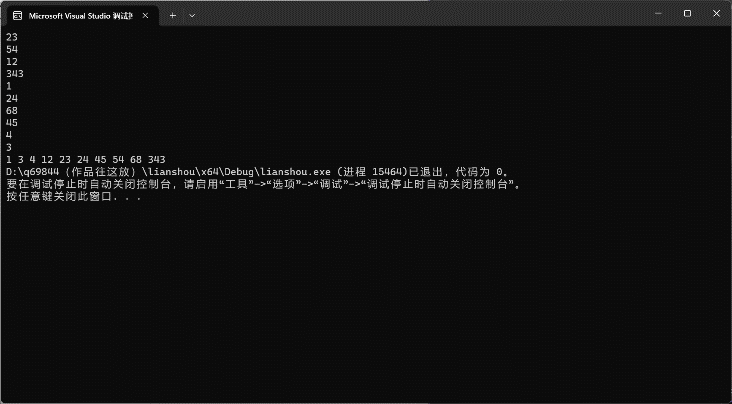 Microsoft Visual Studio 调试
23
54
12
343
1
24
68
45
4
3
1 3 4 12 23 24 45 54 68 343
D:\q69844（作品往这放）\lianshou\x64\Debug\lianshou.exe (进程 15464)已退出，代码为 0。
要在调试停止时自动关闭控制台，请启用“工具”->“选项”->“调试”->“调试停止时自动关闭控制台”。
按任意键关闭此窗口. . .